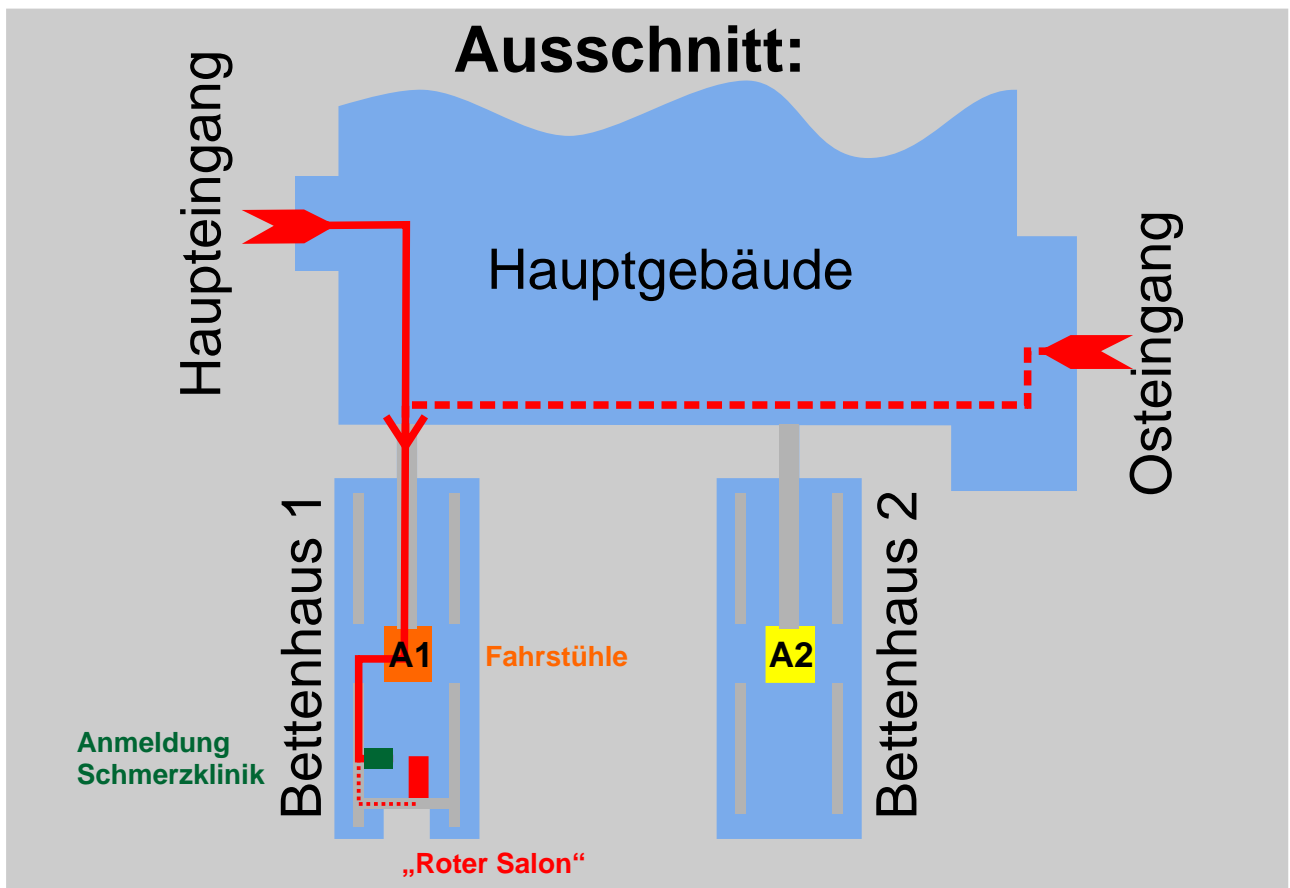 Ausschnitt:
Haupteingang
Hauptgebäude
Osteingang
Bettenhaus 1
A1
Fahrstühle
A2
Bettenhaus 2
Anmeldung
Schmerzklinik
„Roter Salon“